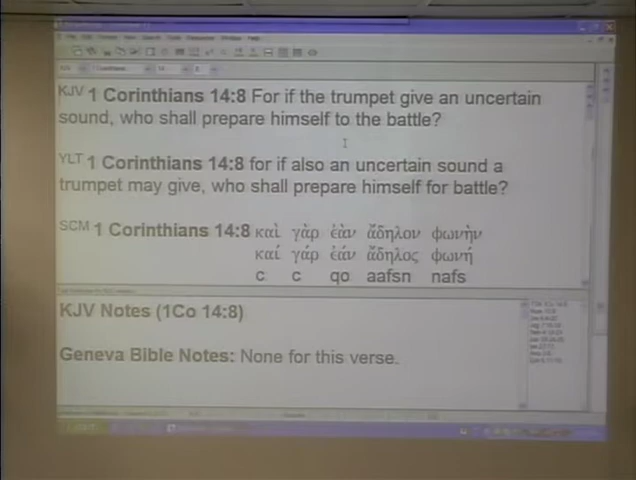 KJV 1 Corinthians 14:8 For if the trumpet give an uncertain
sound, who shall prepare himself to the battle?
YLT 1 Corinthians 14:8 for if also an uncertain sound a
trumpet may give, who shall prepare himself for battle?
SCM 1 Corinthians 14:8 καὶ γὰρ ἐὰν ἄδηλον φωνὴν
καί γάρ ἐάν ἄδηλος φωνή
c c qo aafsn nafs
KJV Notes (1Co 14:8)
Geneva Bible Notes: None for this verse.